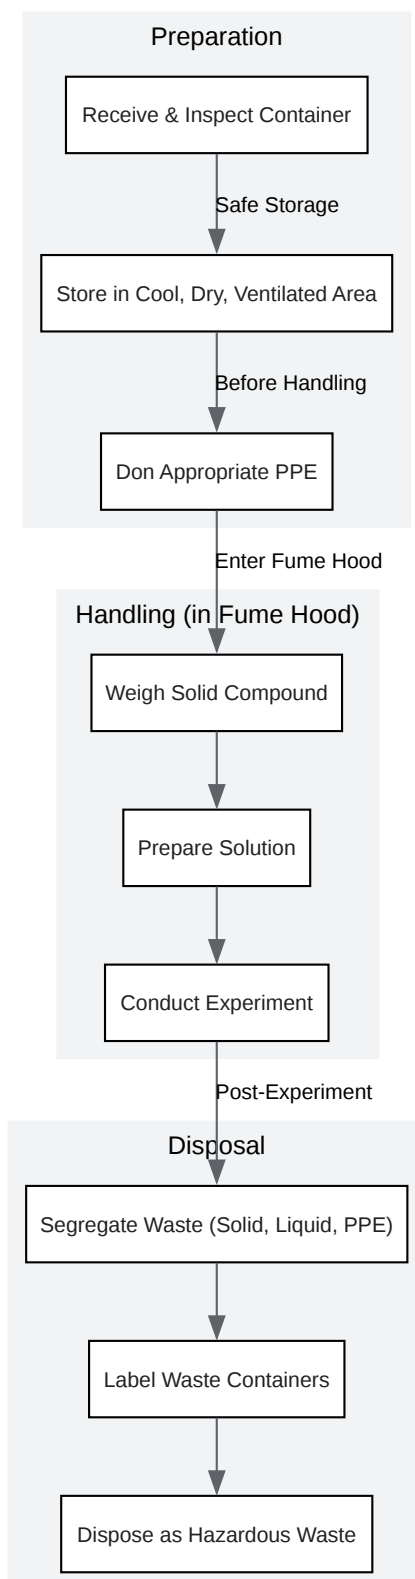 Preparation
Receive & Inspect Container
Safe Storage
Store in Cool, Dry, Ventilated Area
Before Handling
Don Appropriate PPE
Enter Fume Hood
Handling (in Fume Hood)
Weigh Solid Compound
Prepare Solution
Conduct Experiment
Post-Experiment
Disposal
Segregate Waste (Solid, Liquid, PPE)
Label Waste Containers
Dispose as Hazardous Waste